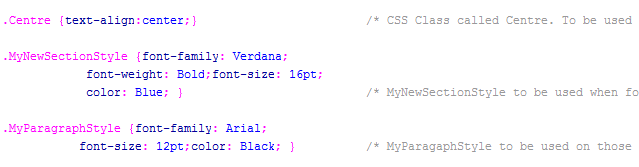 .Centre {text-align:center;} /* CSS Class called Centre. To be used
.MyNewSectionStyle {font-family: Verdana;
font-weight: Bold;font-size: 16pt;
color: Blue; } /* MyNewSectionStyle to be used when fo
.MyParagraphStyle {font-family: Arial;
font-size: 12pt;color: Black; } /* MyParagaphStyle to be used on those